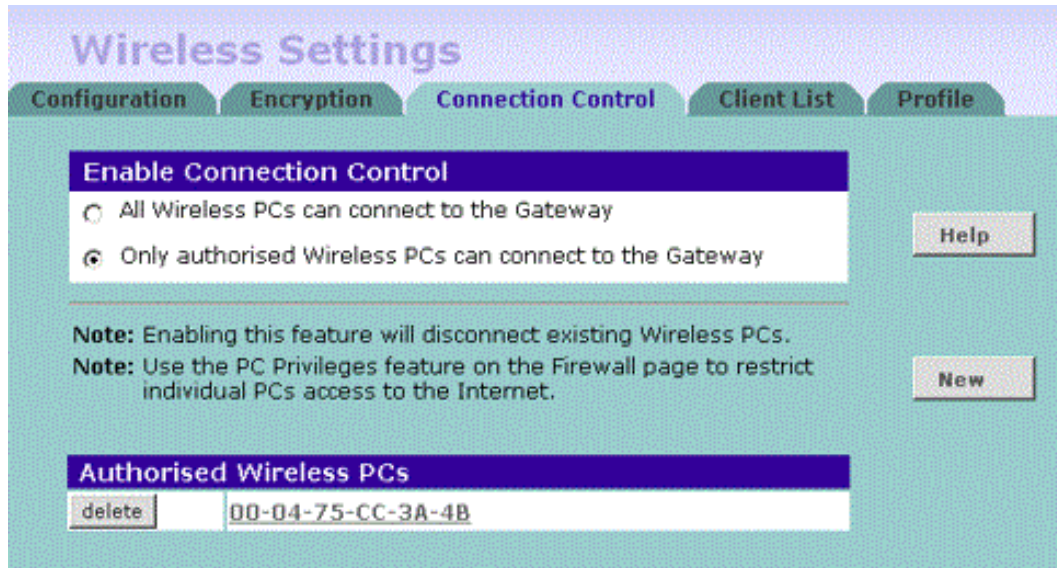 Wireless Settings
Configuration Encryption Connection Control Client List Profile
Enable Connection Control
All Wireless PCs can connect to the Gateway
Only authorised Wireless PCs can connect to the Gateway
Help
Note: Enabling this feature will disconnect existing Wireless PCs.
Note: Use the PC Privileges feature on the Firewall page to restrict
individual PCs access to the Internet.
New
Authorised Wireless PCs
delete 00-04-75-CC-3A-4B